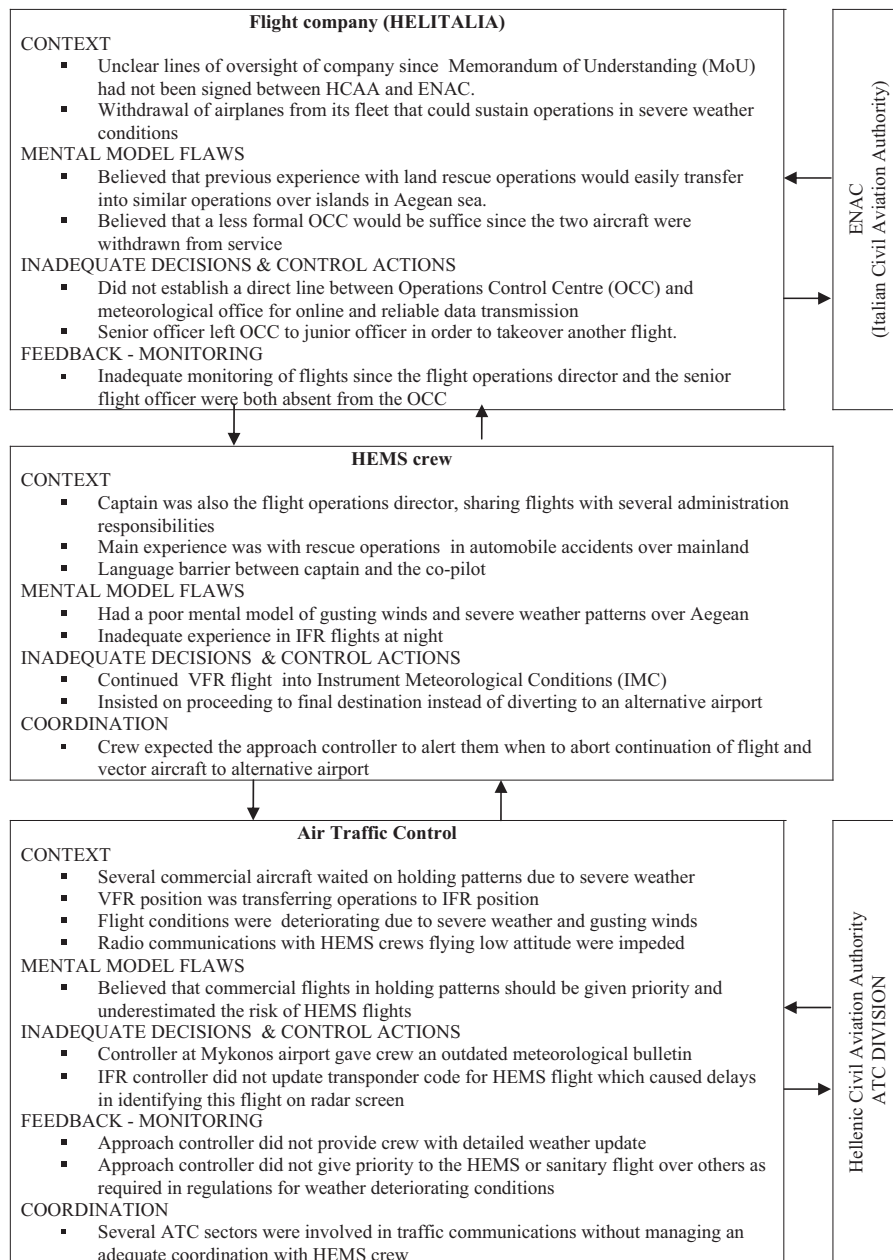 Flight company (HELITALIA)
CONTEXT
▪ Unclear lines of oversight of company since Memorandum of Understanding (MoU)
had not been signed between HCAA and ENAC.
▪ Withdrawal of airplanes from its fleet that could sustain operations in severe weather
conditions
MENTAL MODEL FLAWS
▪ Believed that previous experience with land rescue operations would easily transfer
into similar operations over islands in Aegean sea.
▪ Believed that a less formal OCC would be suffice since the two aircraft were
withdrawn from service
INADEQUATE DECISIONS & CONTROL ACTIONS
▪ Did not establish a direct line between Operations Control Centre (OCC) and
meteorological office for online and reliable data transmission
▪ Senior officer left OCC to junior officer in order to takeover another flight.
FEEDBACK - MONITORING
▪ Inadequate monitoring of flights since the flight operations director and the senior
flight officer were both absent from the OCC
ENAC
(Italian Civil Aviation Authority)
HEMS crew
CONTEXT
▪ Captain was also the flight operations director, sharing flights with several administration
responsibilities
▪ Main experience was with rescue operations in automobile accidents over mainland
▪ Language barrier between captain and the co-pilot
MENTAL MODEL FLAWS
▪ Had a poor mental model of gusting winds and severe weather patterns over Aegean
▪ Inadequate experience in IFR flights at night
INADEQUATE DECISIONS & CONTROL ACTIONS
▪ Continued VFR flight into Instrument Meteorological Conditions (IMC)
▪ Insisted on proceeding to final destination instead of diverting to an alternative airport
COORDINATION
▪ Crew expected the approach controller to alert them when to abort continuation of flight and
vector aircraft to alternative airport
Air Traffic Control
CONTEXT
▪ Several commercial aircraft waited on holding patterns due to severe weather
▪ VFR position was transferring operations to IFR position
▪ Flight conditions were deteriorating due to severe weather and gusting winds
▪ Radio communications with HEMS crews flying low attitude were impeded
MENTAL MODEL FLAWS
▪ Believed that commercial flights in holding patterns should be given priority and
underestimated the risk of HEMS flights
INADEQUATE DECISIONS & CONTROL ACTIONS
▪ Controller at Mykonos airport gave crew an outdated meteorological bulletin
▪ IFR controller did not update transponder code for HEMS flight which caused delays
in identifying this flight on radar screen
FEEDBACK - MONITORING
▪ Approach controller did not provide crew with detailed weather update
▪ Approach controller did not give priority to the HEMS or sanitary flight over others as
required in regulations for weather deteriorating conditions
COORDINATION
▪ Several ATC sectors were involved in traffic communications without managing an
adequate coordination with HEMS crew
Hellenic Civil Aviation Authority
ATC DIVISION